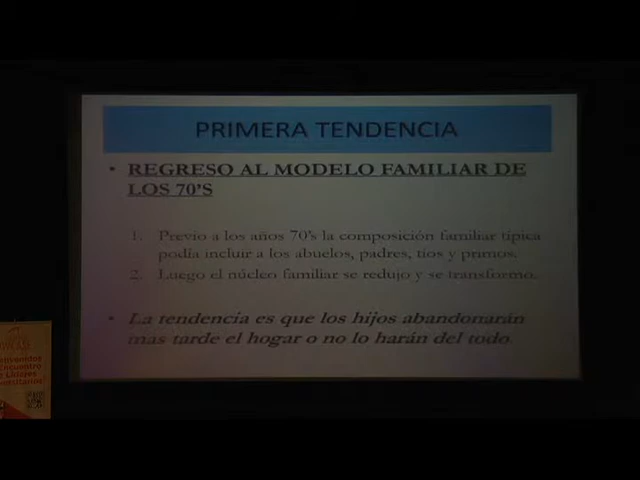 PRIMERA TENDENCIA
• REGRESO AL MODELO FAMILIAR DE
LOS 70'S
1. Previo a los años 70's la composición familiar típica
podía incluir a los abuelos, padres, tíos y primos.
2. Luego el núcleo familiar se redujo y se transformo.
• La tendencia es que los hijos abandonarán
mas tarde el hogar o no lo harán del todo
Encuentro